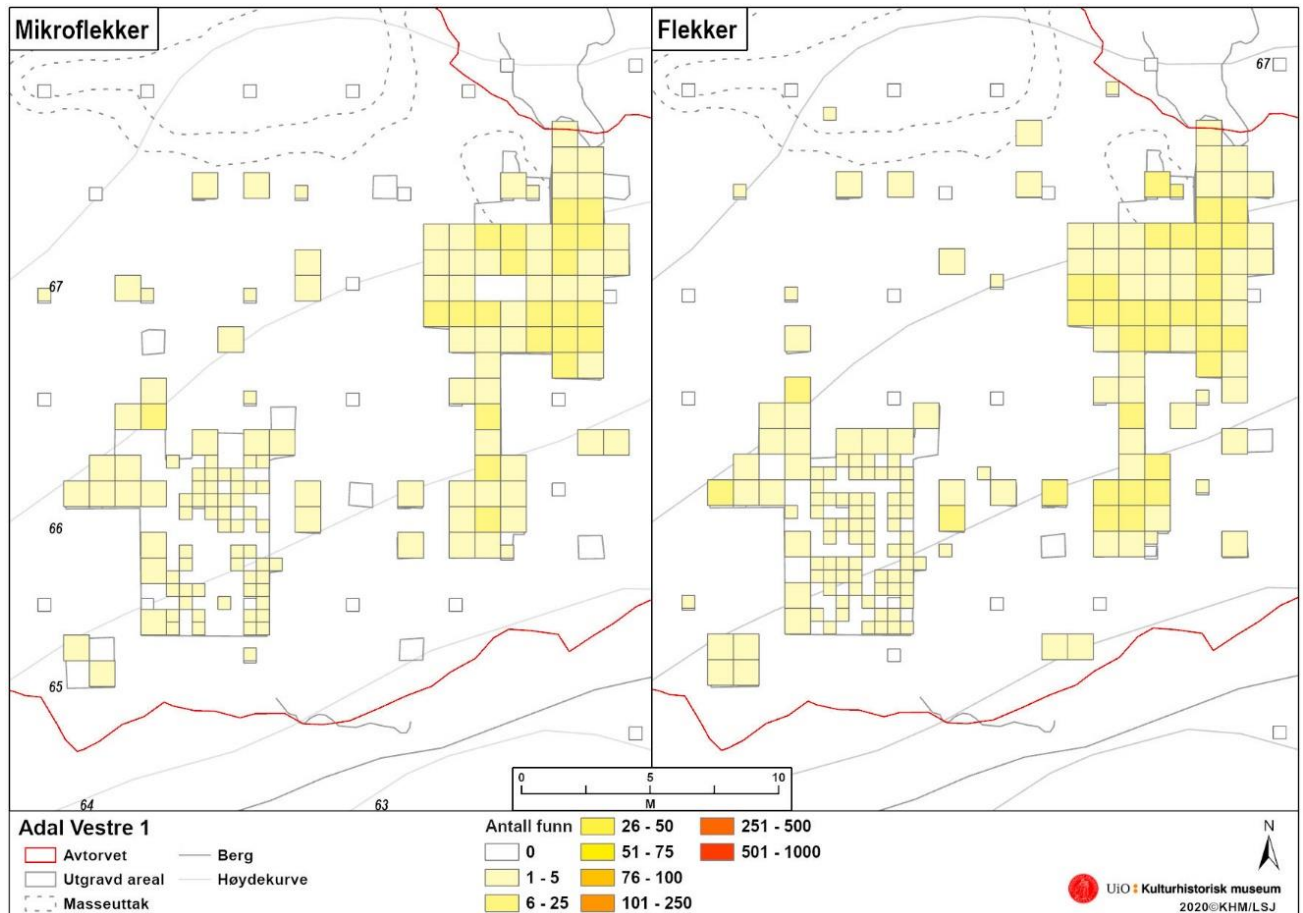 Mikroflekker
Flekker
67
67
66
65
64
63
0 5 10
M
Adal Vestre 1
Avtorvet
Utgravd areal
Masseuttak
Berg
Høydekurve
Antall funn
0
1 - 5
6 - 25
26 - 50
51 - 75
76 - 100
101 - 250
251 - 500
501 - 1000
N
UiO Kulturhistorisk museum
2020©KHM/LSJ